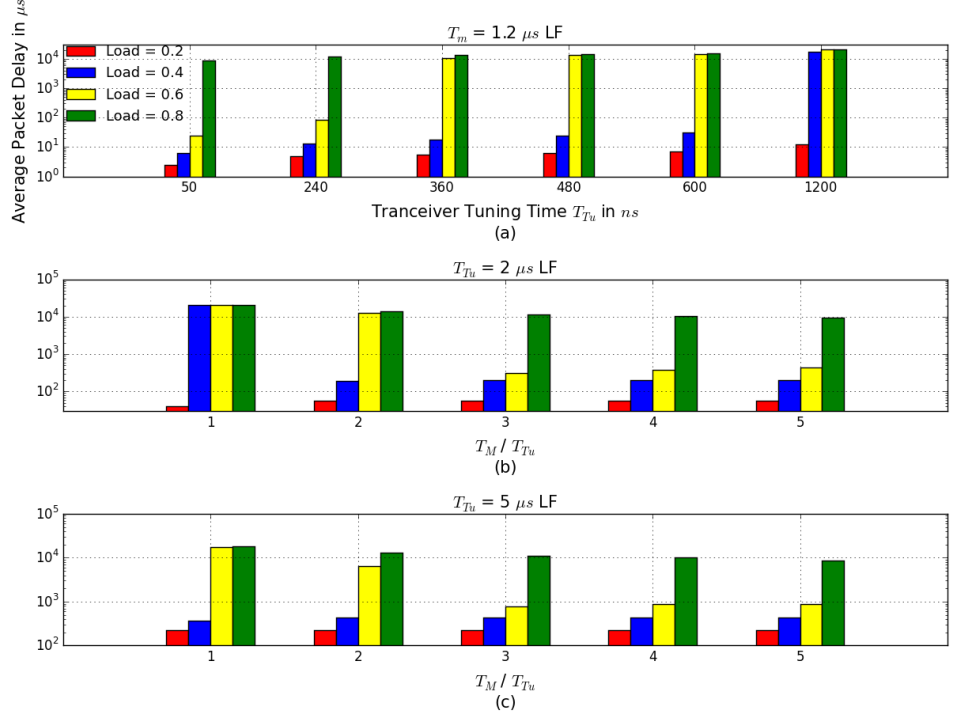 Average Packet Delay in μs
T_m = 1.2 μs LF
10^4
10^3
10^2
10^1
10^0
Load = 0.2
Load = 0.4
Load = 0.6
Load = 0.8
50 240 360 480 600 1200
Tranceiver Tuning Time T_Tu in ns
(a)
T_Tu = 2 μs LF
10^5
10^4
10^3
10^2
1 2 3 4 5
T_M / T_Tu
(b)
T_Tu = 5 μs LF
10^5
10^4
10^3
10^2
1 2 3 4 5
T_M / T_Tu
(c)